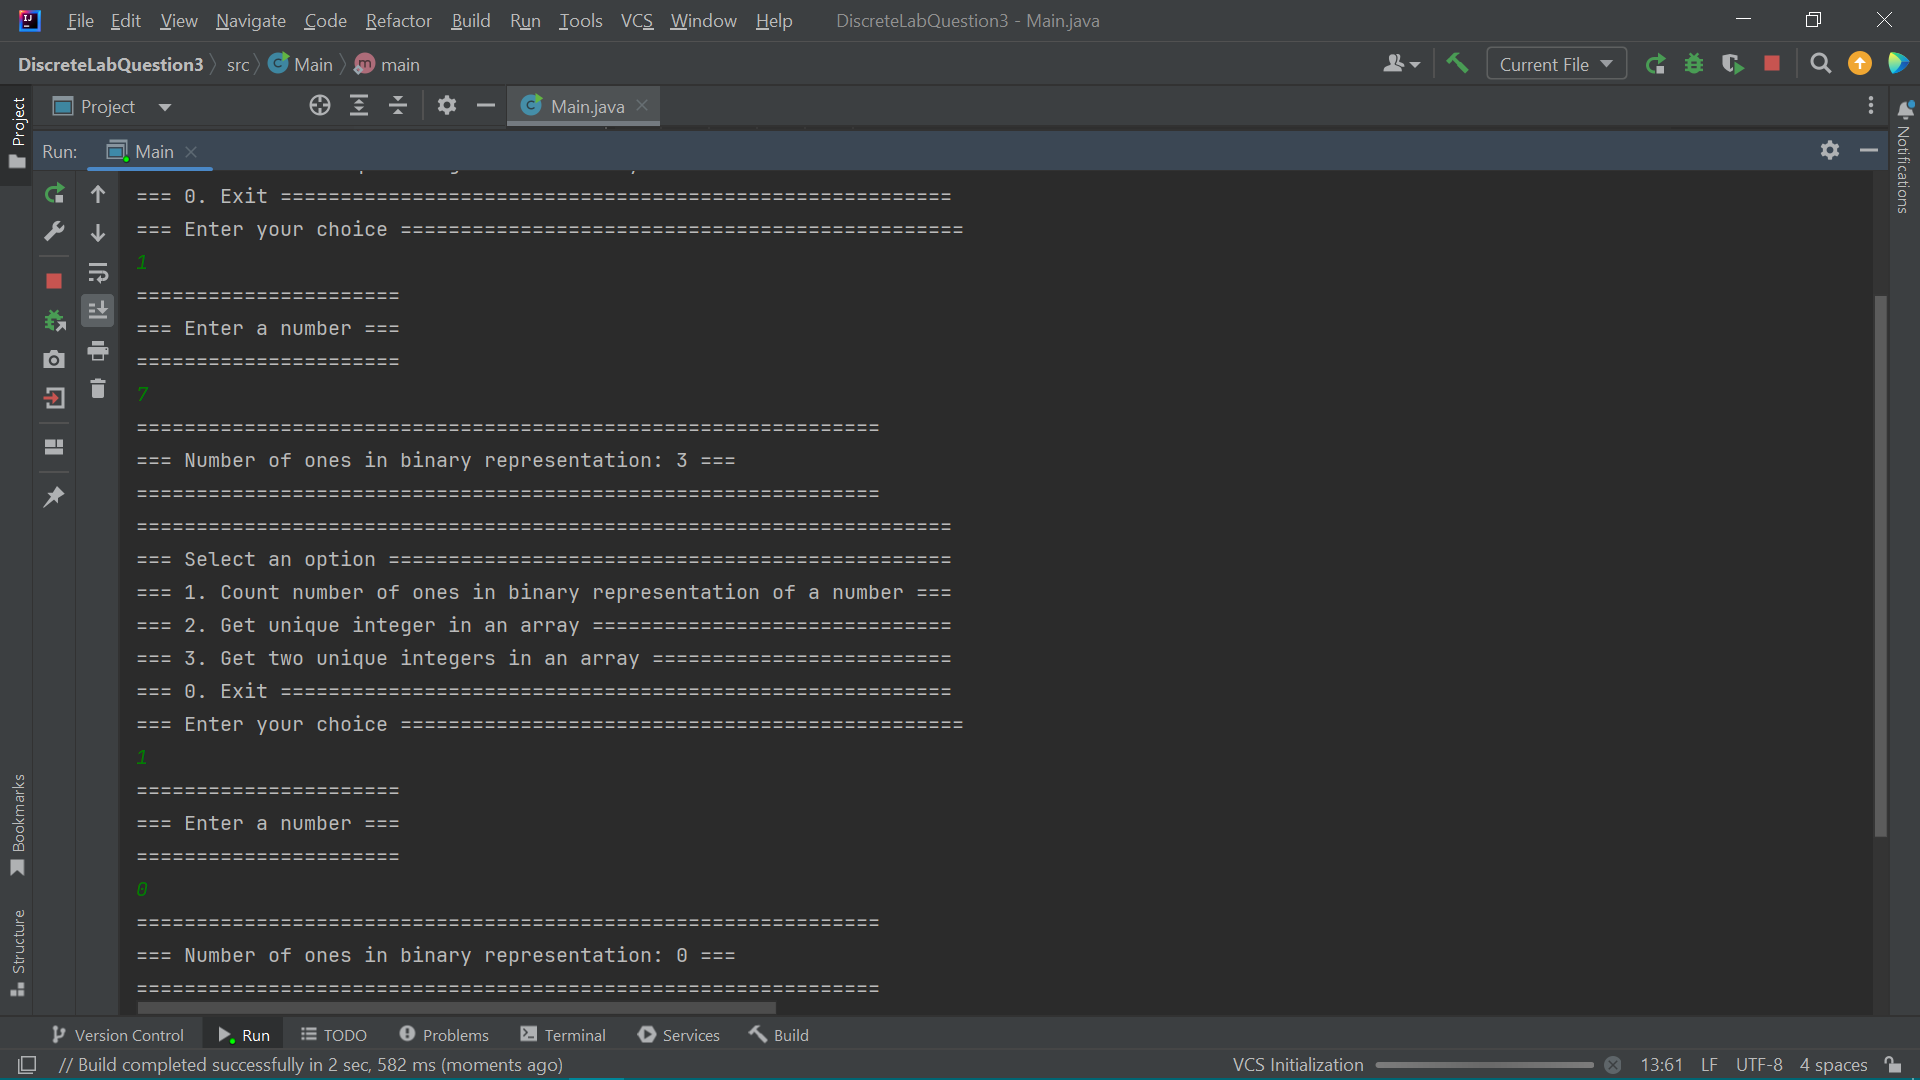 File Edit View Navigate Code Refactor Build Run Tools VCS Window Help DiscreteLabQuestion3 - Main.java
DiscreteLabQuestion3 src Main main Current File
Project Main.java
Run: Main
=== 0. Exit ========================================================
=== Enter your choice ===============================================
1
======================
=== Enter a number ===
======================
7
==============================================================
=== Number of ones in binary representation: 3 ===
==============================================================
====================================================================
=== Select an option ===============================================
=== 1. Count number of ones in binary representation of a number ===
=== 2. Get unique integer in an array ==============================
=== 3. Get two unique integers in an array =========================
=== 0. Exit ========================================================
=== Enter your choice ===============================================
1
======================
=== Enter a number ===
======================
0
==============================================================
=== Number of ones in binary representation: 0 ===
==============================================================
Project
Bookmarks
Structure
Notifications
Version Control Run TODO Problems Terminal Services Build
// Build completed successfully in 2 sec, 582 ms (moments ago) VCS Initialization 13:61 LF UTF-8 4 spaces